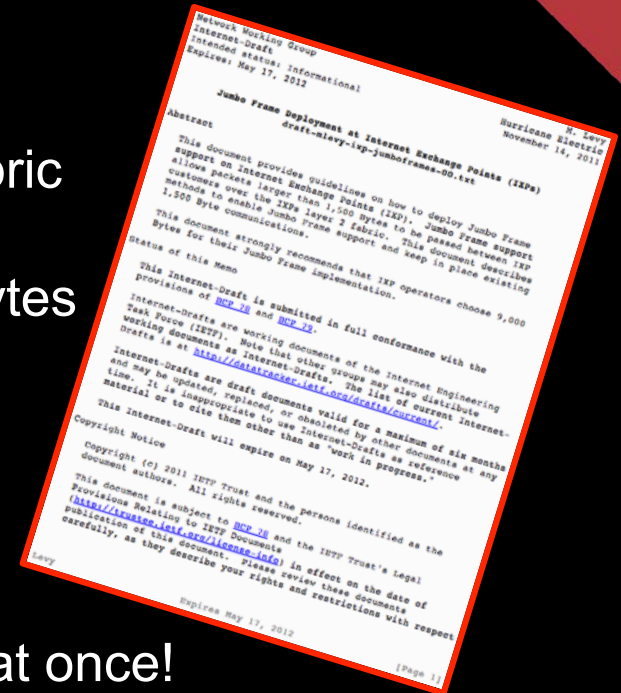 oric
ytes
at once!
Network Working Group
Internet-Draft
Intended status: Informational
Expires: May 17, 2012
M. Levy
Hurricane Electric
November 14, 2011
Jumbo Frame Deployment at Internet Exchange Points (IXPs)
draft-mlevy-ixp-jumboframes-00.txt
Abstract
This document provides guidelines on how to deploy Jumbo Frame
support on Internet Exchange Points (IXP). Jumbo Frame support
allows packets larger than 1,500 Bytes to be passed between IXP
customers over the IXPs layer 2 fabric. This document describes
methods to enable Jumbo Frame support and keep in place existing
1,500 Byte communications.
This document strongly recommends that IXP operators choose 9,000
Bytes for their Jumbo Frame implementation.
Status of this Memo
This Internet-Draft is submitted in full conformance with the
provisions of BCP 78 and BCP 79.
Internet-Drafts are working documents of the Internet Engineering
Task Force (IETF). Note that other groups may also distribute
working documents as Internet-Drafts. The list of current Internet-
Drafts is at http://datatracker.ietf.org/drafts/current/.
Internet-Drafts are draft documents valid for a maximum of six months
and may be updated, replaced, or obsoleted by other documents at any
time. It is inappropriate to use Internet-Drafts as reference
material or to cite them other than as "work in progress."
This Internet-Draft will expire on May 17, 2012.
Copyright Notice
Copyright (c) 2011 IETF Trust and the persons identified as the
document authors. All rights reserved.
This document is subject to BCP 78 and the IETF Trust's Legal
Provisions Relating to IETF Documents
(http://trustee.ietf.org/license-info) in effect on the date of
publication of this document. Please review these documents
carefully, as they describe your rights and restrictions with respect
Levy
Expires May 17, 2012
[Page 1]